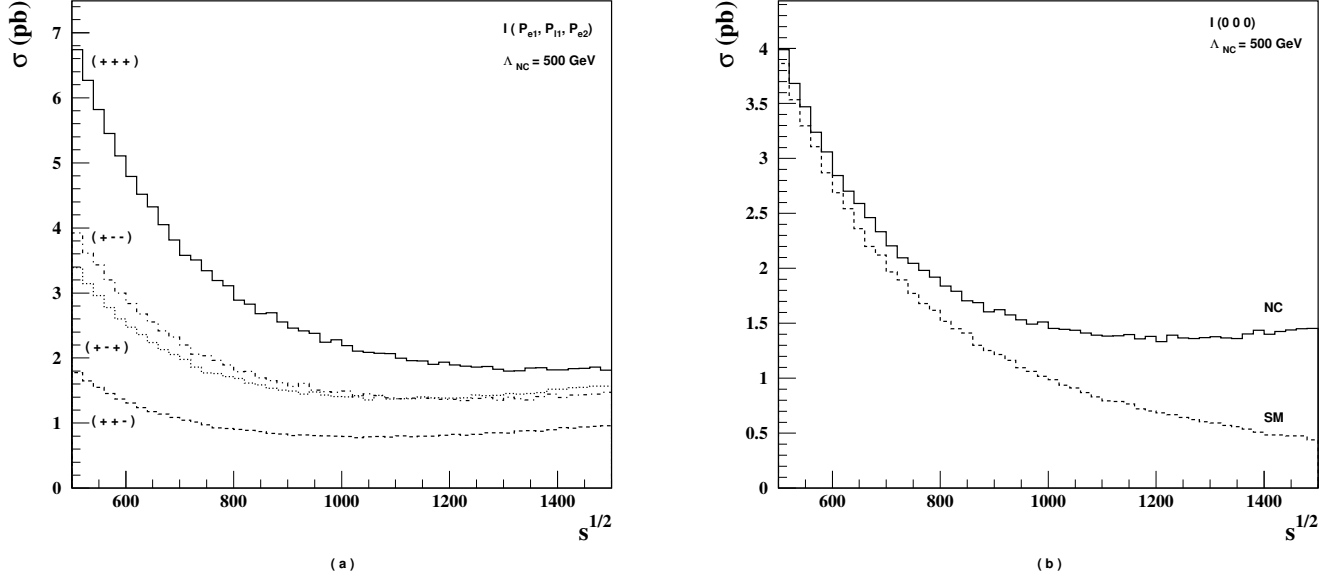 σ (pb)
I ( P_e1, P_l1, P_e2)
Λ_NC = 500 GeV
( + + + )
( + - - )
( + - + )
( + + - )
7
6
5
4
3
2
1
0
600 800 1000 1200 1400
s^1/2
( a )
σ (pb)
I ( 0 0 0 )
Λ_NC = 500 GeV
4
3.5
3
2.5
2
1.5
1
0.5
0
NC
SM
600 800 1000 1200 1400
s^1/2
( b )